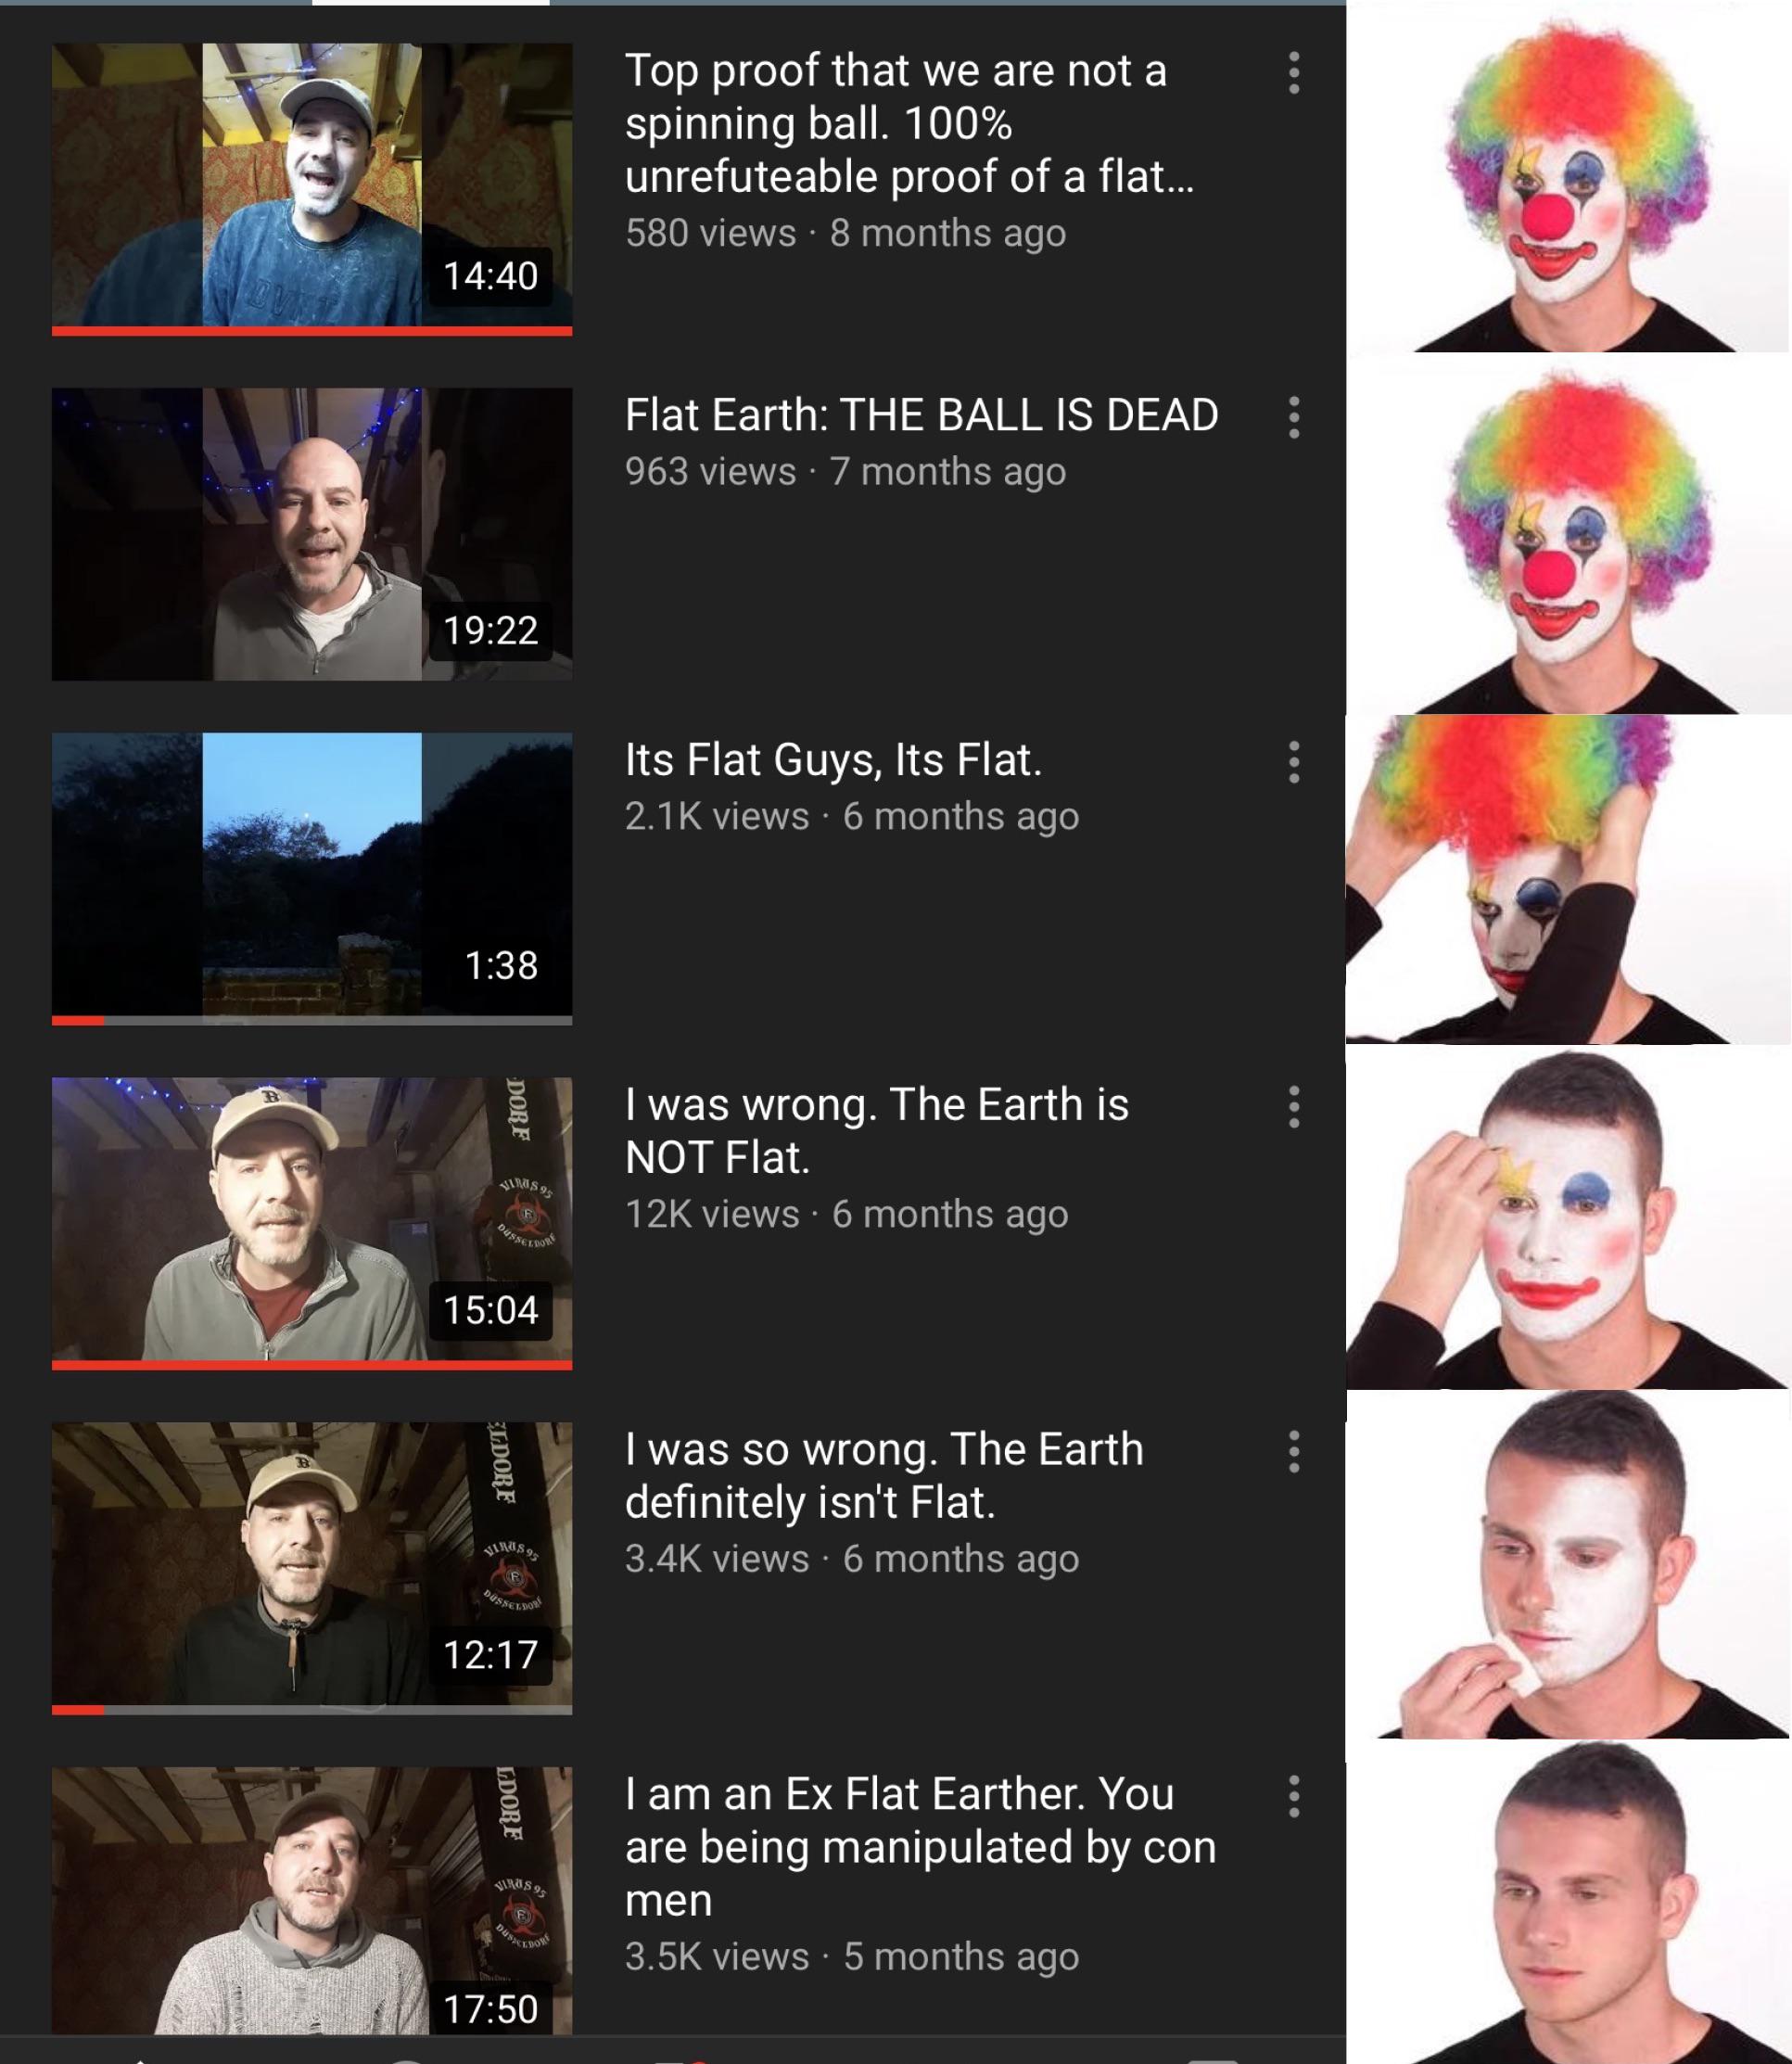 Top proof that we are not a
spinning ball. 100%
unrefuteable proof of a flat...
580 views · 8 months ago
14:40
Flat Earth: THE BALL IS DEAD
963 views · 7 months ago
19:22
Its Flat Guys, Its Flat.
2.1K views · 6 months ago
1:38
I was wrong. The Earth is
NOT Flat.
12K views · 6 months ago
DORF
VIRUS 95
DÜSSELDORF
B
15:04
I was so wrong. The Earth
definitely isn't Flat.
3.4K views · 6 months ago
ELDORF
VIRUS 95
DÜSSELDORF
B
12:17
I am an Ex Flat Earther. You
are being manipulated by con
men
3.5K views · 5 months ago
LDORF
VIRUS 95
DÜSSELDORF
17:50